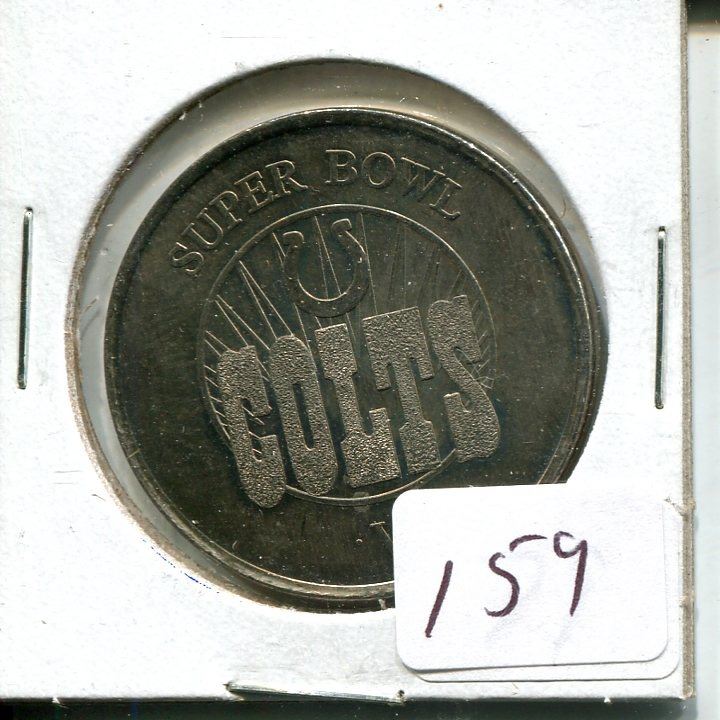 SUPER BOWL
COLTS
· V
159